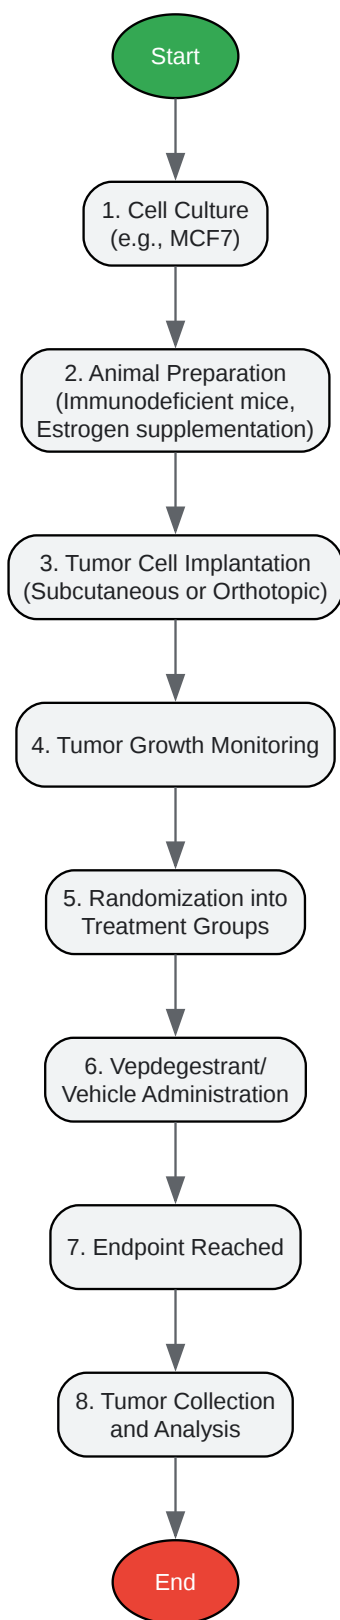 Start
1. Cell Culture
(e.g., MCF7)
2. Animal Preparation
(Immunodeficient mice,
Estrogen supplementation)
3. Tumor Cell Implantation
(Subcutaneous or Orthotopic)
4. Tumor Growth Monitoring
5. Randomization into
Treatment Groups
6. Vepdegestrant/
Vehicle Administration
7. Endpoint Reached
8. Tumor Collection
and Analysis
End